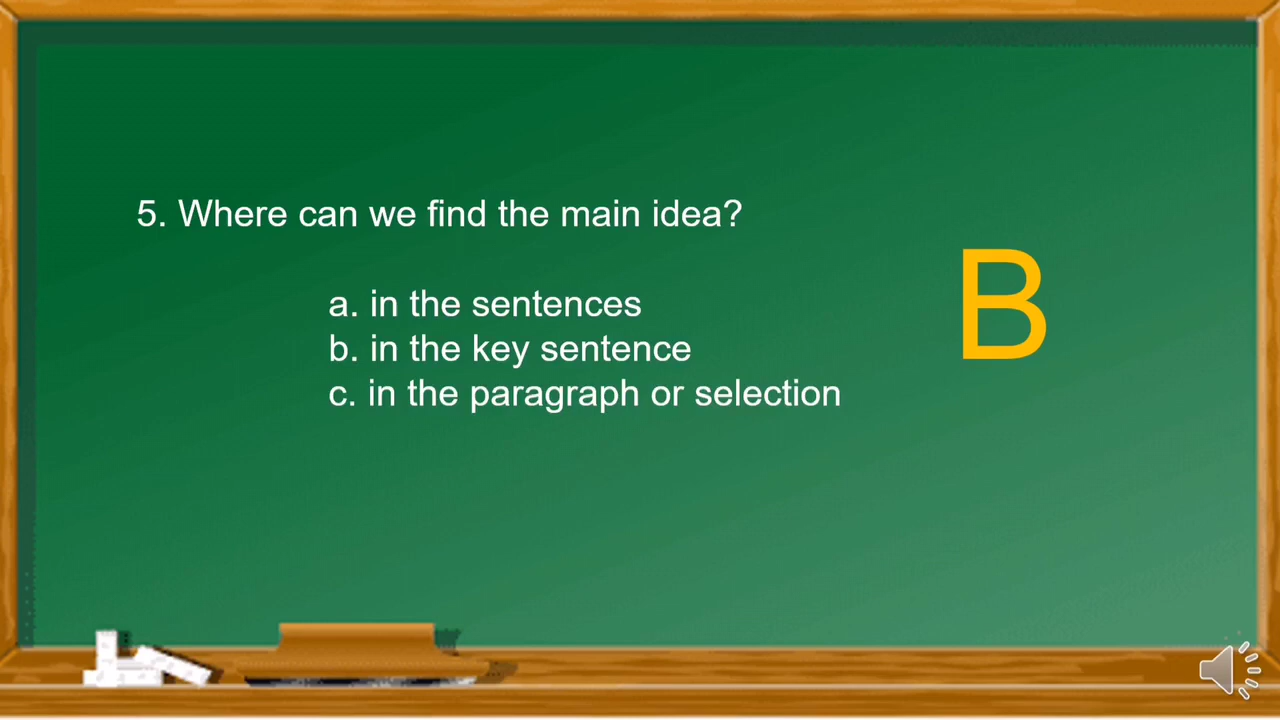 5. Where can we find the main idea?
a. in the sentences
b. in the key sentence
c. in the paragraph or selection
B